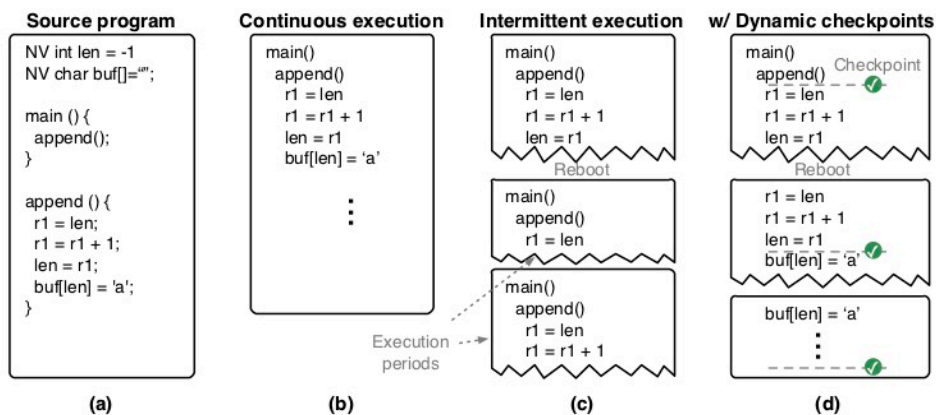 Source program
NV int len = -1
NV char buf[]=“”;
main () {
append();
}
append () {
r1 = len;
r1 = r1 + 1;
len = r1;
buf[len] = 'a';
}
(a)
Continuous execution
main()
append()
r1 = len
r1 = r1 + 1
len = r1
buf[len] = ‘a’
(b)
Intermittent execution
main()
append()
r1 = len
r1 = r1 + 1
len = r1
Reboot
main()
append()
r1 = len
main()
append()
r1 = len
r1 = r1 + 1
Execution
periods
(c)
w/ Dynamic checkpoints
main()
append()
Checkpoint
r1 = len
r1 = r1 + 1
len = r1
Reboot
r1 = len
r1 = r1 + 1
len = r1
buf[len] = ‘a’
buf[len] = ‘a’
(d)